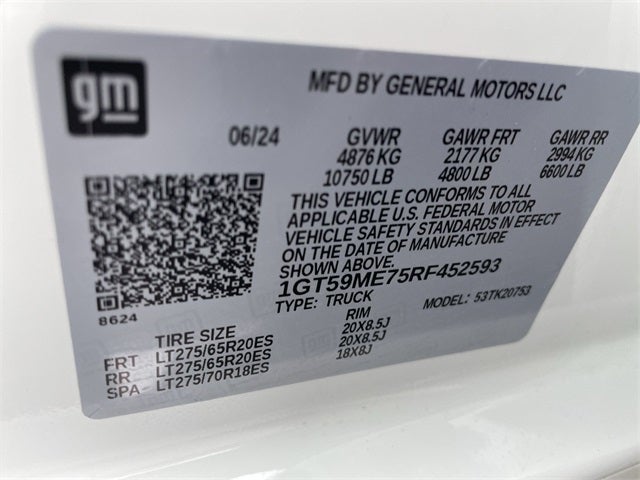 gm
MFD BY GENERAL MOTORS LLC
06/24 GVWR GAWR FRT GAWR RR
4876 KG 2177 KG 2994 KG
10750 LB 4800 LB 6600 LB
THIS VEHICLE CONFORMS TO ALL
APPLICABLE U.S. FEDERAL MOTOR
VEHICLE SAFETY STANDARDS IN EFFECT
ON THE DATE OF MANUFACTURE
SHOWN ABOVE.
1GT59ME75RF452593
8624
TYPE: TRUCK MODEL: 53TK20753
TIRE SIZE RIM
FRT LT275/65R20ES 20X8.5J
RR LT275/65R20ES 20X8.5J
SPA LT275/70R18ES 18X8J